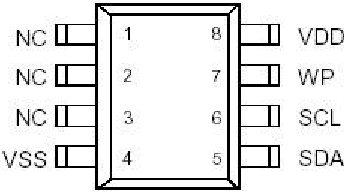 NC 1 8 VDD
NC 2 7 WP
NC 3 6 SCL
VSS 4 5 SDA